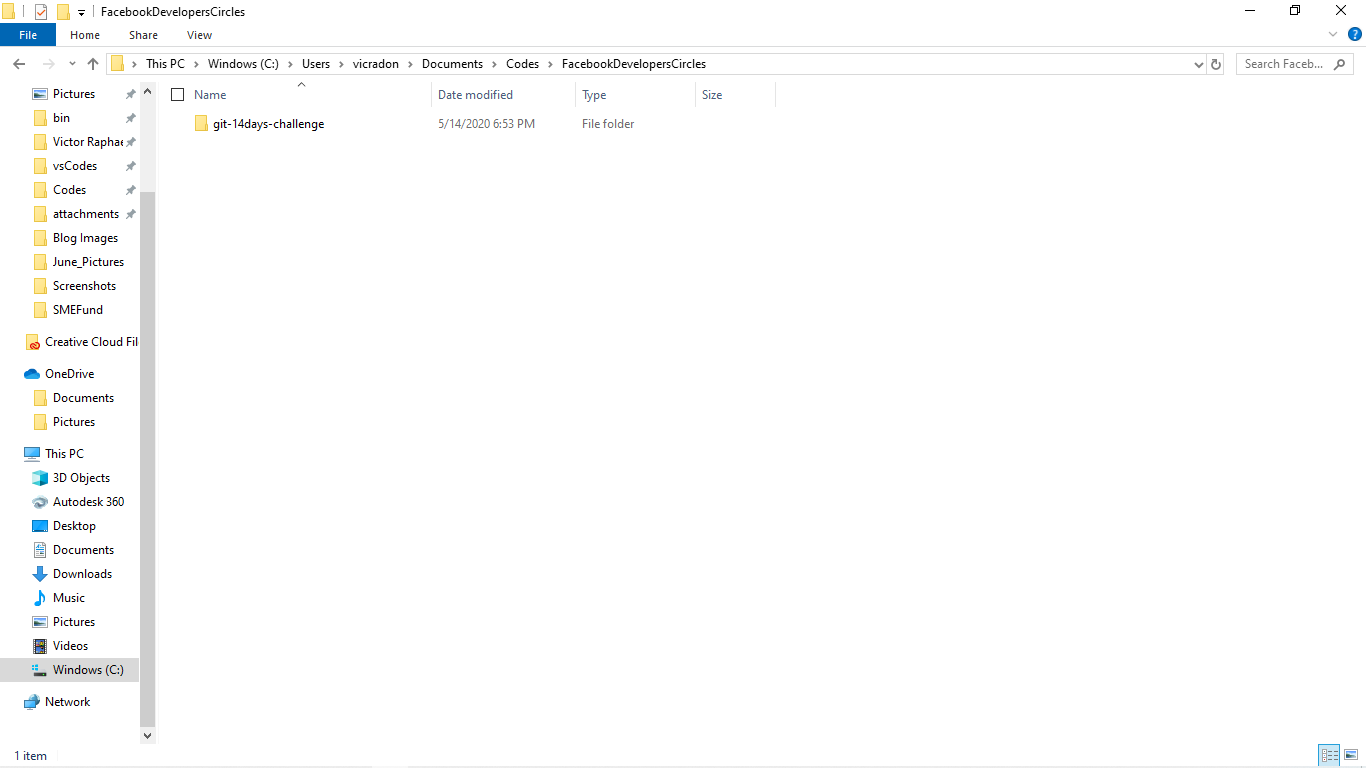 FacebookDevelopersCircles
File Home Share View
This PC Windows (C:) Users vicradon Documents Codes FacebookDevelopersCircles
Search Faceb...
Name Date modified Type Size
git-14days-challenge 5/14/2020 6:53 PM File folder
Pictures
bin
Victor Raphae
vsCodes
Codes
attachments
Blog Images
June_Pictures
Screenshots
SMEFund
Creative Cloud Fil
OneDrive
Documents
Pictures
This PC
3D Objects
Autodesk 360
Desktop
Documents
Downloads
Music
Pictures
Videos
Windows (C:)
Network
1 item